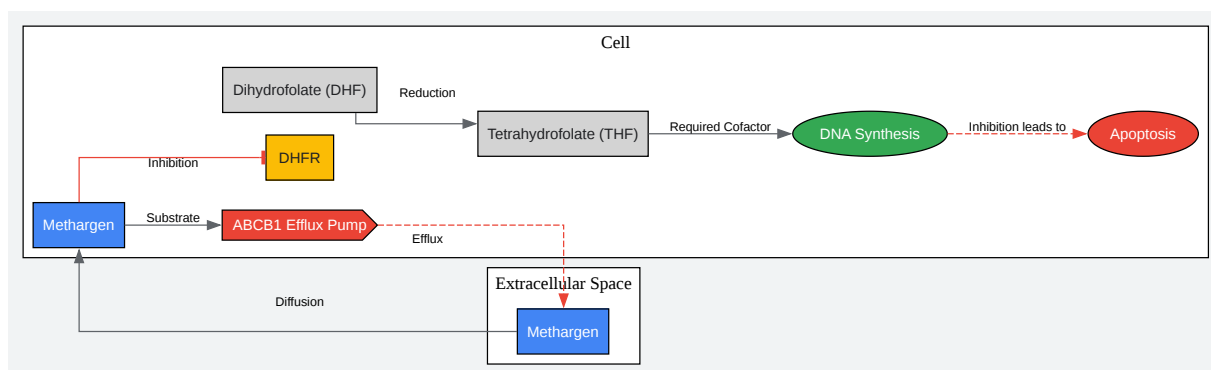 Cell
Dihydrofolate (DHF)
Reduction
Tetrahydrofolate (THF)
Required Cofactor
DNA Synthesis
Inhibition leads to
Apoptosis
DHFR
Inhibition
Methargen
Substrate
ABCB1 Efflux Pump
Efflux
Extracellular Space
Diffusion
Methargen